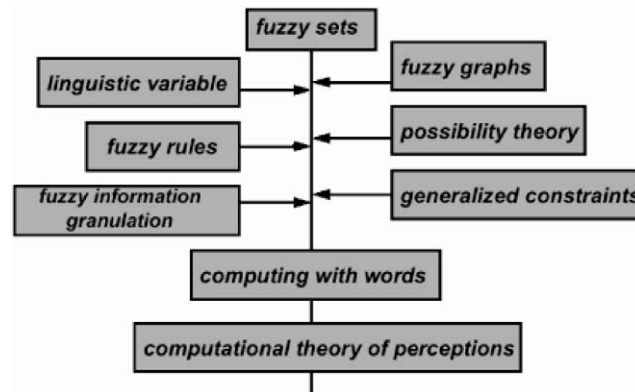 fuzzy sets
linguistic variable
fuzzy graphs
fuzzy rules
possibility theory
fuzzy information
granulation
generalized constraints
computing with words
computational theory of perceptions